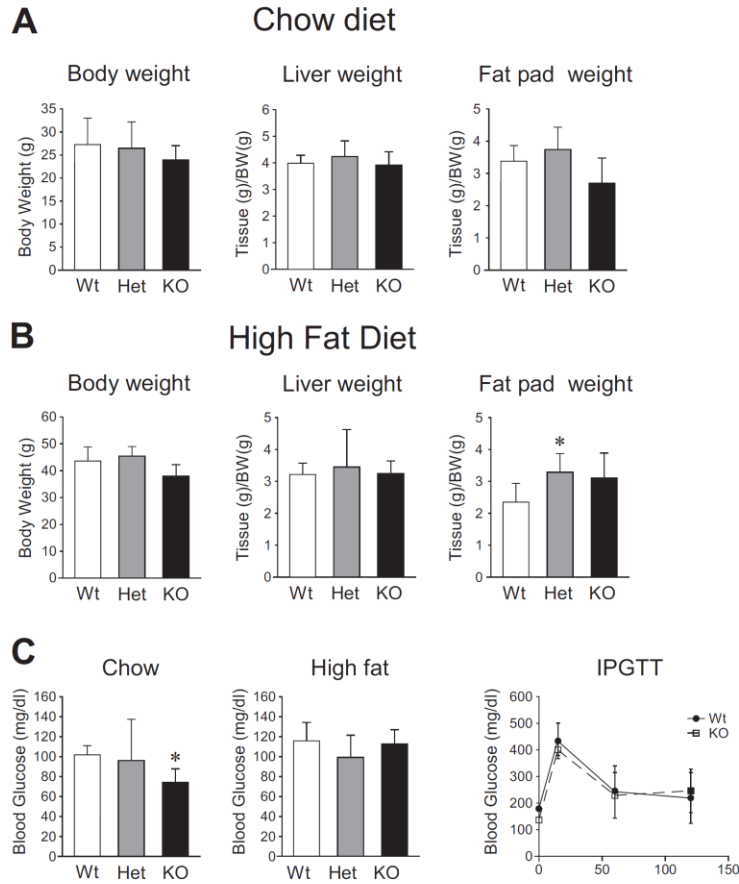 A
Chow diet
Body weight
Liver weight
Fat pad weight
Body Weight (g)
35
30
25
20
15
10
5
0
Wt Het KO
Tissue (g)/BW(g)
6
5
4
3
2
1
0
Wt Het KO
Tissue (g)/BW(g)
5
4
3
2
1
0
Wt Het KO
B
High Fat Diet
Body weight
Liver weight
Fat pad weight
Body Weight (g)
60
50
40
30
20
10
0
Wt Het KO
Tissue (g)/BW(g)
5
4
3
2
1
0
Wt Het KO
Tissue (g)/BW(g)
5
4
3
2
1
0
*
Wt Het KO
C
Chow
High fat
IPGTT
Blood Glucose (mg/dl)
160
140
120
100
80
60
40
20
0
*
Wt Het KO
Blood Glucose (mg/dl)
160
140
120
100
80
60
40
20
0
Wt Het KO
Blood Glucose (mg/dl)
600
500
400
300
200
100
0
Wt
KO
0 50 100 150